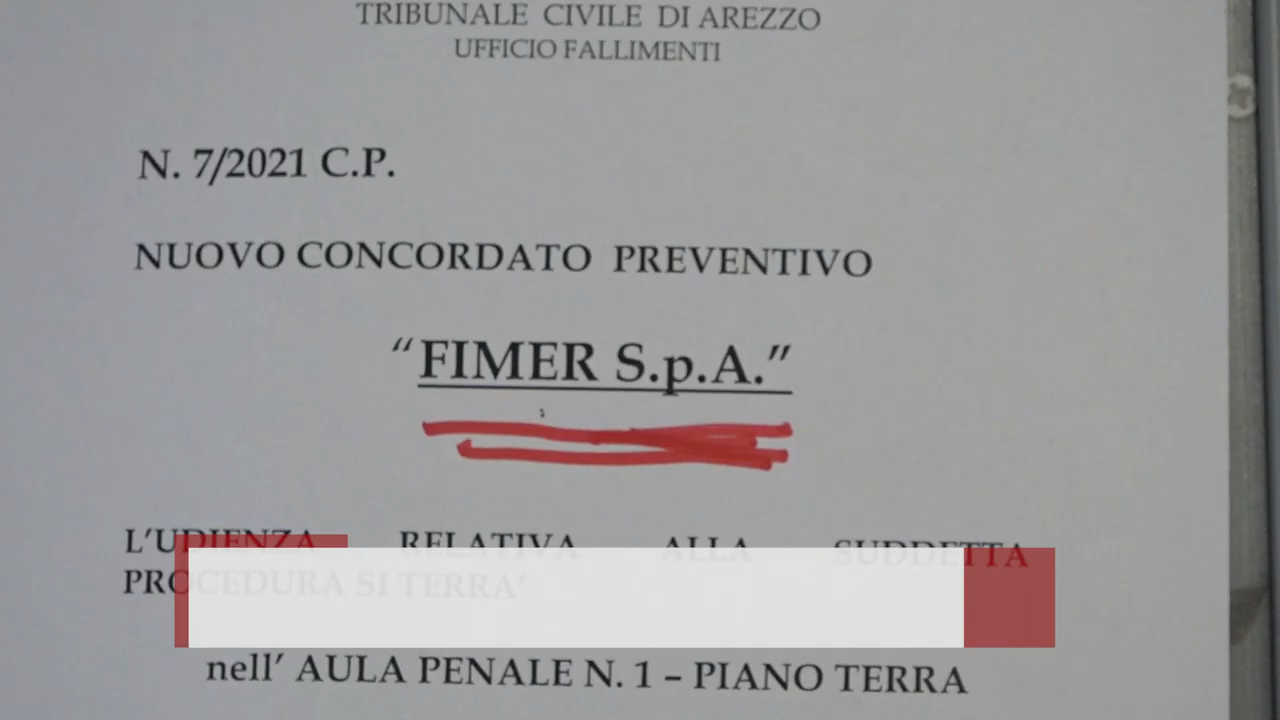 TRIBUNALE CIVILE DI AREZZO
UFFICIO FALLIMENTI
N. 7/2021 C.P.
NUOVO CONCORDATO PREVENTIVO
“FIMER S.p.A.”
L’UDIENZA RELATIVA ALLA SUDDETTA
PROCEDURA SI TERRA’
nell’ AULA PENALE N. 1 – PIANO TERRA